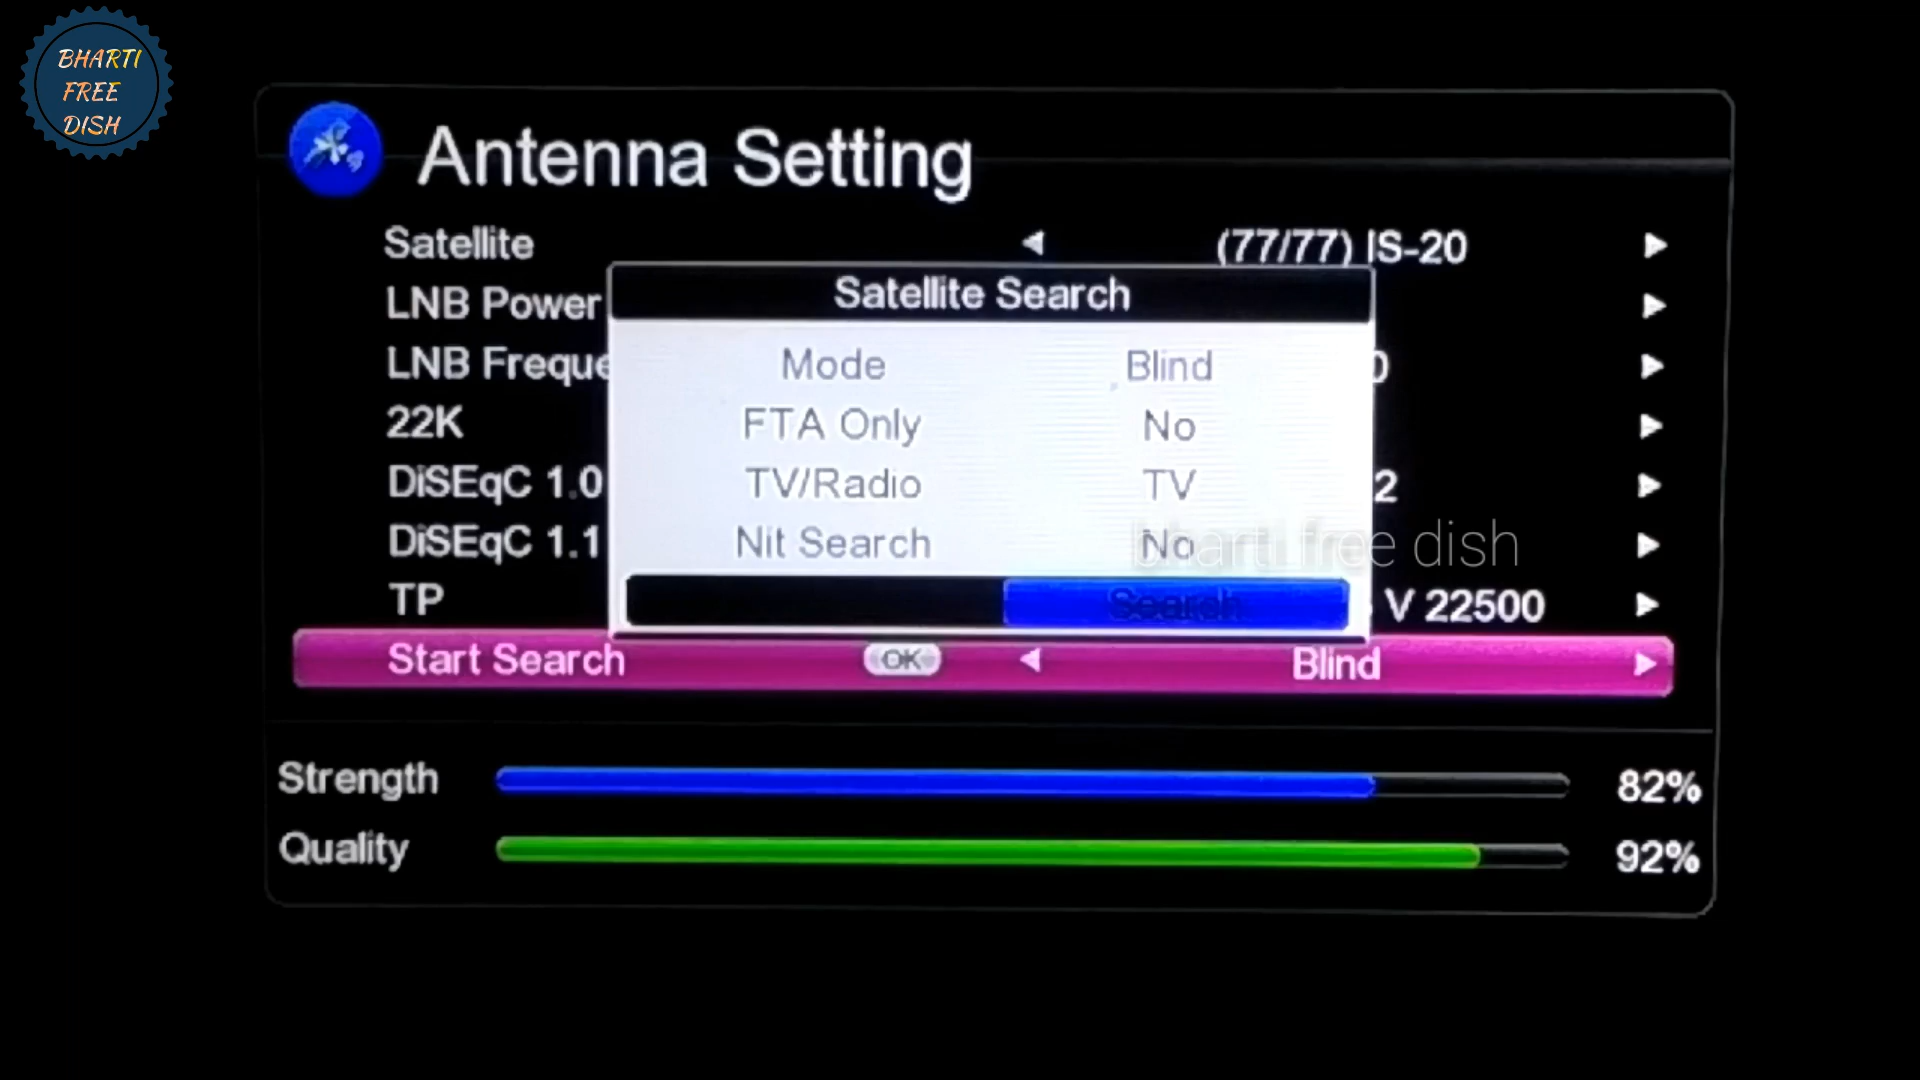 BHARTI
FREE
DISH
Antenna Setting
Satellite (77/77) IS-20
Satellite Search
LNB Power
LNB Freque 0
Mode Blind
22K
FTA Only No
DiSEqC 1.0 2
TV/Radio TV
DiSEqC 1.1
Nit Search No
bharti free dish
TP V 22500
Search
Start Search OK Blind
Strength 82%
Quality 92%